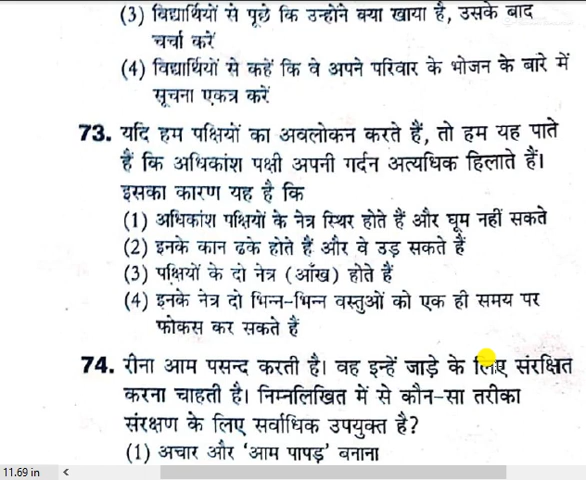 (3) विद्यार्थियों से पूछे कि उन्होंने क्या खाया है, उसके बाद
चर्चा करें
(4) विद्यार्थियों से कहें कि वे अपने परिवार के भोजन के बारे में
सूचना एकत्र करें
73. यदि हम पक्षियों का अवलोकन करते हैं, तो हम यह पाते
हैं कि अधिकांश पक्षी अपनी गर्दन अत्यधिक हिलाते हैं।
इसका कारण यह है कि
(1) अधिकांश पक्षियों के नेत्र स्थिर होते हैं और घूम नहीं सकते
(2) इनके कान ढके होते हैं और वे उड़ सकते हैं
(3) पक्षियों के दो नेत्र (आँख) होते हैं
(4) इनके नेत्र दो भिन्न-भिन्न वस्तुओं को एक ही समय पर
फोकस कर सकते हैं
74. रीना आम पसन्द करती है। वह इन्हें जाड़े के लिए संरक्षित
करना चाहती है। निम्नलिखित में से कौन-सा तरीका
संरक्षण के लिए सर्वाधिक उपयुक्त है?
(1) अचार और ‘आम पापड़’ बनाना
11.69 in